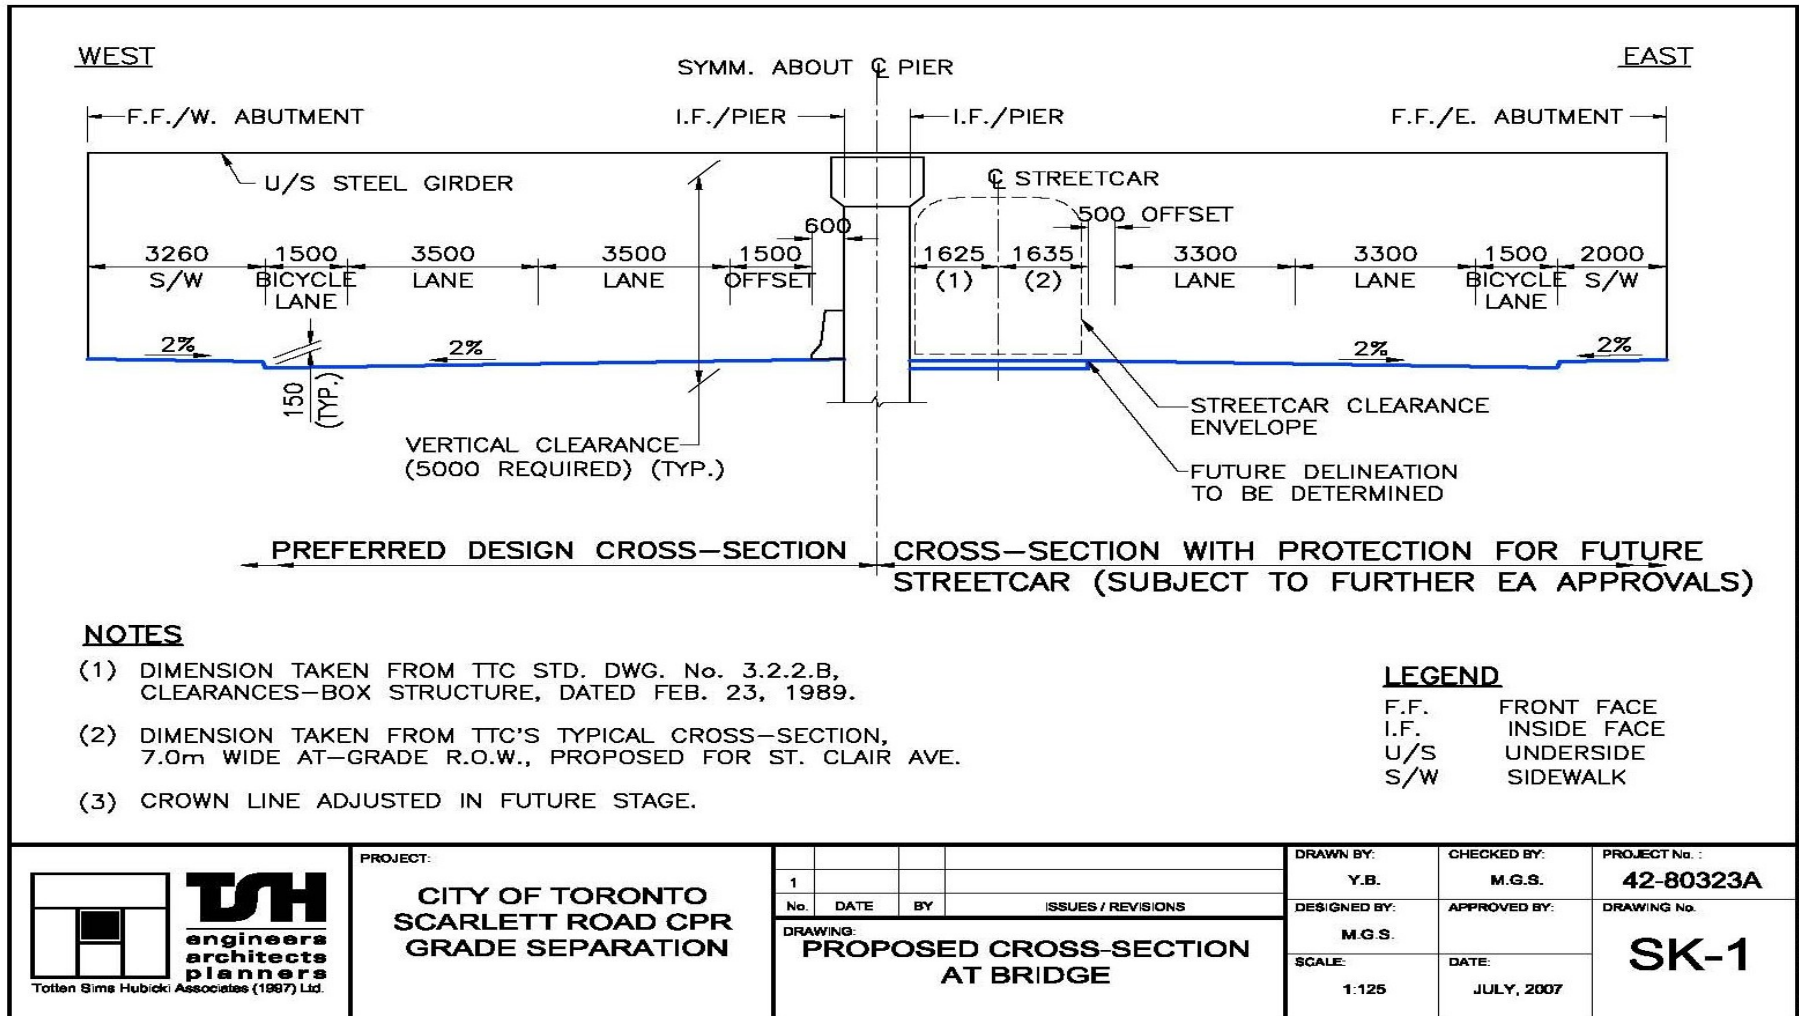 WEST
EAST
SYMM. ABOUT ℄ PIER
F.F./W. ABUTMENT
I.F./PIER
I.F./PIER
F.F./E. ABUTMENT
U/S STEEL GIRDER
℄ STREETCAR
500 OFFSET
600
3260
S/W
1500
BICYCLE
LANE
3500
LANE
3500
LANE
1500
OFFSET
1625
(1)
1635
(2)
3300
LANE
3300
LANE
1500
BICYCLE
LANE
2000
S/W
2%
2%
2%
2%
150
(TYP.)
VERTICAL CLEARANCE
(5000 REQUIRED) (TYP.)
STREETCAR CLEARANCE
ENVELOPE
FUTURE DELINEATION
TO BE DETERMINED
PREFERRED DESIGN CROSS-SECTION
CROSS-SECTION WITH PROTECTION FOR FUTURE
STREETCAR (SUBJECT TO FURTHER EA APPROVALS)
NOTES
(1) DIMENSION TAKEN FROM TTC STD. DWG. No. 3.2.2.B,
CLEARANCES-BOX STRUCTURE, DATED FEB. 23, 1989.
(2) DIMENSION TAKEN FROM TTC'S TYPICAL CROSS-SECTION,
7.0m WIDE AT-GRADE R.O.W., PROPOSED FOR ST. CLAIR AVE.
(3) CROWN LINE ADJUSTED IN FUTURE STAGE.
LEGEND
F.F. FRONT FACE
I.F. INSIDE FACE
U/S UNDERSIDE
S/W SIDEWALK
TSH
engineers
architects
planners
Totten Sims Hubicki Associates (1997) Ltd.
PROJECT:
CITY OF TORONTO
SCARLETT ROAD CPR
GRADE SEPARATION
1
No. DATE BY ISSUES / REVISIONS
DRAWING:
PROPOSED CROSS-SECTION
AT BRIDGE
DRAWN BY:
Y.B.
CHECKED BY:
M.G.S.
PROJECT No. :
42-80323A
DESIGNED BY:
M.G.S.
APPROVED BY:
DRAWING No.
SK-1
SCALE:
1:125
DATE:
JULY, 2007